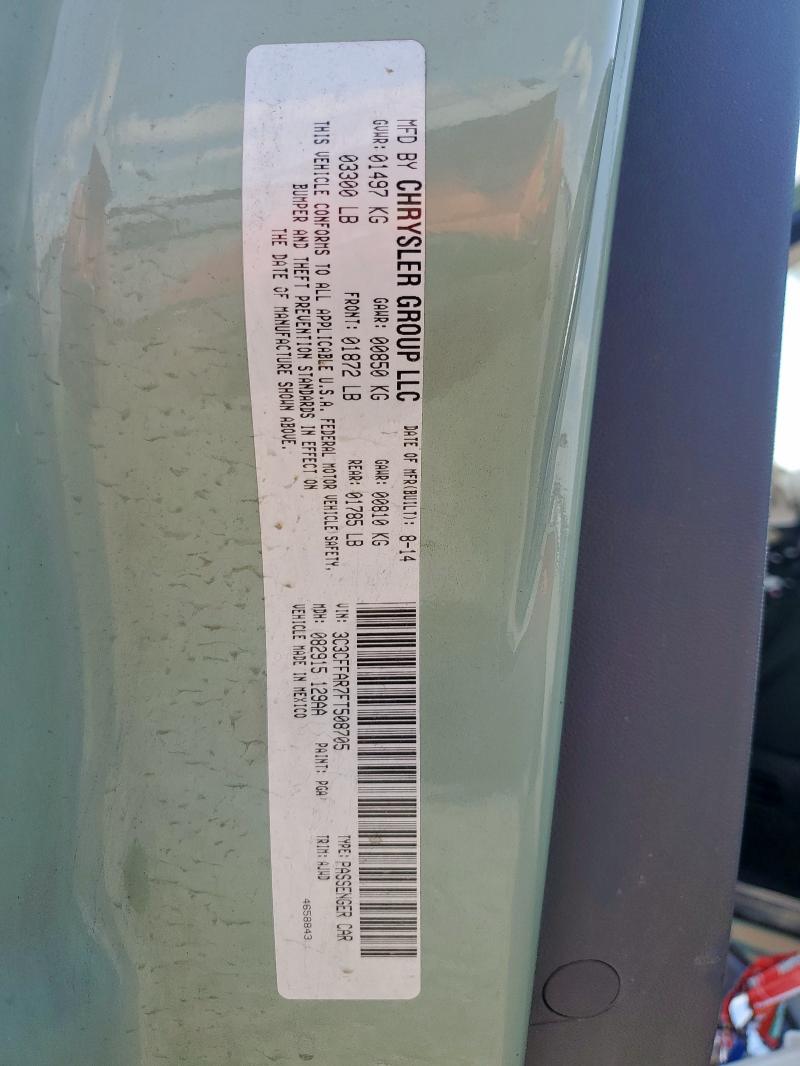 MFD BY CHRYSLER GROUP LLC DATE OF MFR(BUILT): 8-14
GVWR: 01497 KG GAWR: 00850 KG GAWR: 00810 KG
03300 LB FRONT: 01872 LB REAR: 01785 LB
THIS VEHICLE CONFORMS TO ALL APPLICABLE U.S.A. FEDERAL MOTOR VEHICLE SAFETY,
BUMPER AND THEFT PREVENTION STANDARDS IN EFFECT ON
THE DATE OF MANUFACTURE SHOWN ABOVE.
VIN: 3C3CFFAR7FT508705 TYPE: PASSENGER CAR
MDH: 082915 129AA PAINT: PGA TRIM: AJWD
VEHICLE MADE IN MEXICO 4658843